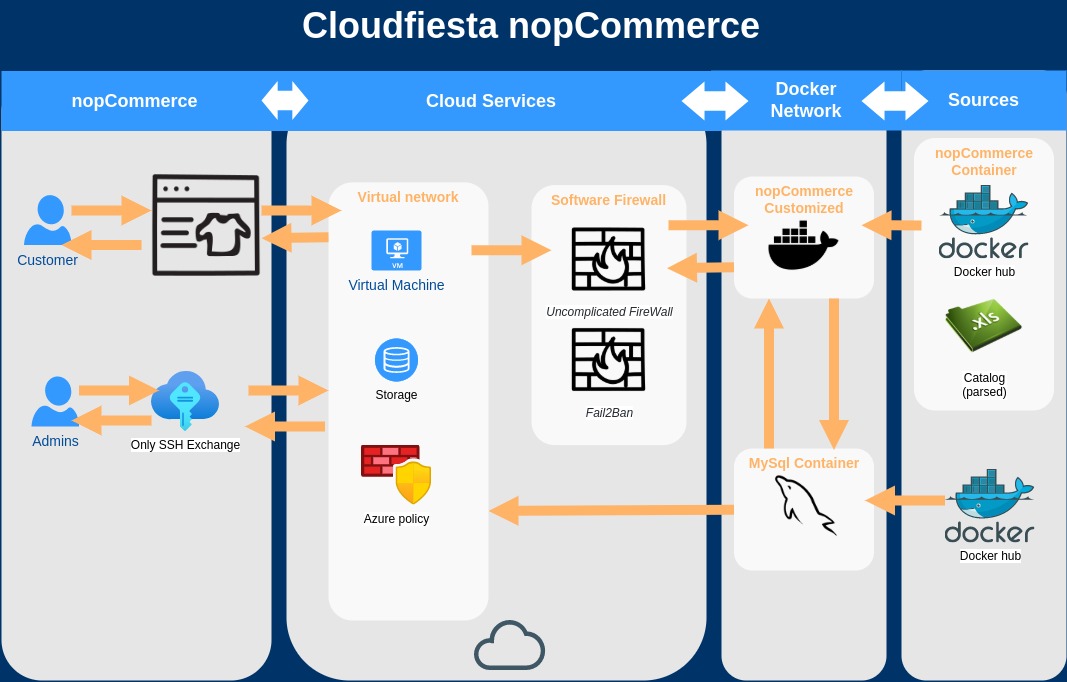 Cloudfiesta nopCommerce
nopCommerce
Cloud Services
Docker
Network
Sources
Customer
Admins
Only SSH Exchange
Virtual network
VM
Virtual Machine
Storage
Azure policy
Software Firewall
Uncomplicated FireWall
Fail2Ban
nopCommerce
Customized
MySql Container
nopCommerce
Container
docker
Docker hub
.xls
Catalog
(parsed)
docker
Docker hub